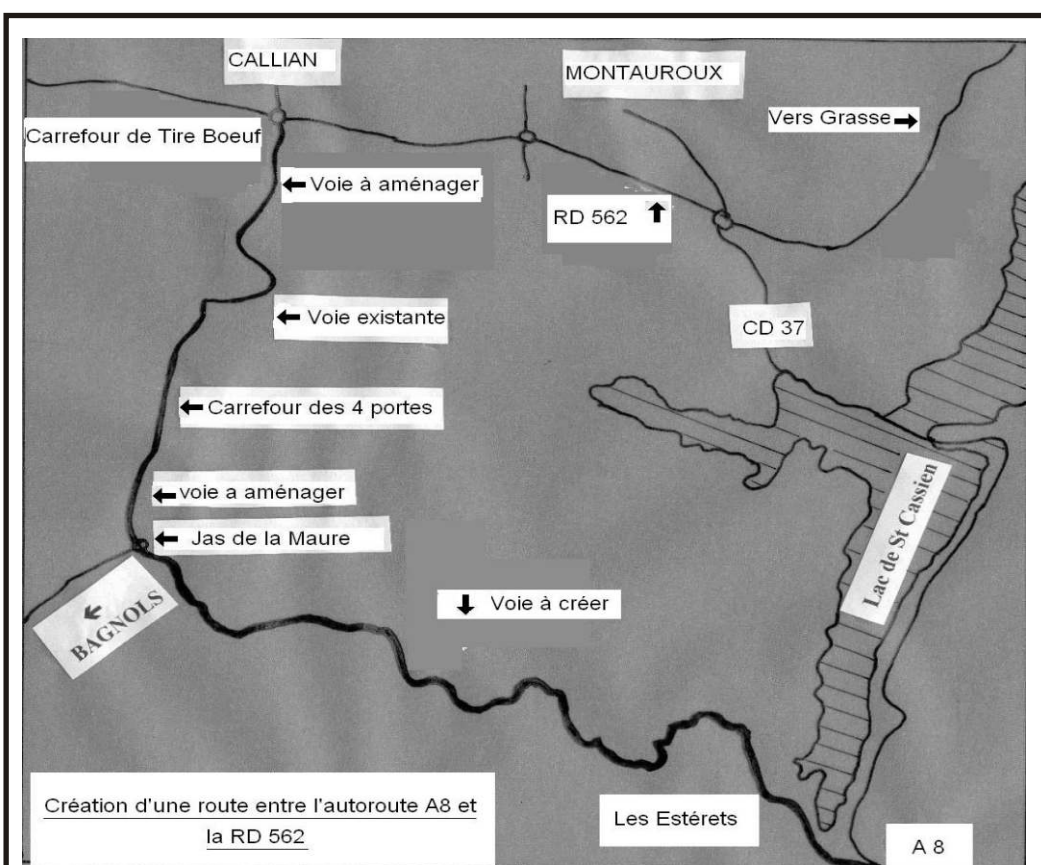 CALLIAN
MONTAUROUX
Vers Grasse →
Carrefour de Tire Boeuf
← Voie à aménager
RD 562 ↑
← Voie existante
CD 37
← Carrefour des 4 portes
← voie a aménager
← Jas de la Maure
Lac de St Cassien
← BAGNOLS
↓ Voie à créer
Création d'une route entre l'autoroute A8 et
la RD 562
Les Estérets
A 8